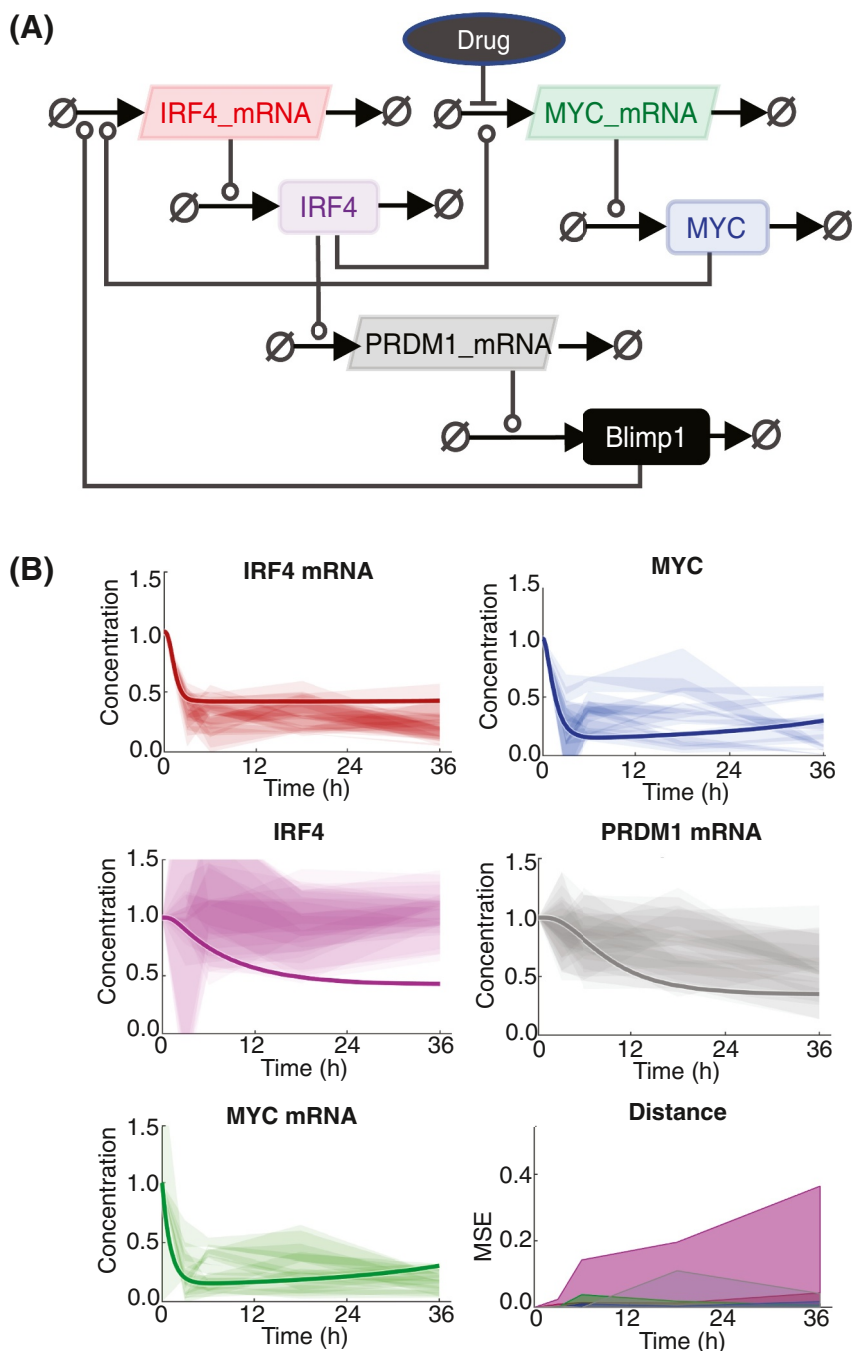 (A)
Drug
IRF4_mRNA
MYC_mRNA
IRF4
MYC
PRDM1_mRNA
Blimp1
(B)
IRF4 mRNA
Concentration
1.5
1.0
0.5
0.0
12
24
36
Time (h)
MYC
Concentration
1.5
1.0
0.5
0.0
0
12
24
36
Time (h)
IRF4
Concentration
1.5
1.0
0.5
0.0
12
24
36
Time (h)
PRDM1 mRNA
Concentration
1.5
1.0
0.5
0.0
0
12
24
36
Time (h)
MYC mRNA
Concentration
1.5
1.0
0.5
0.0
0
12
24
36
Time (h)
Distance
MSE
0.4
0.2
0.0
0
12
24
36
Time (h)